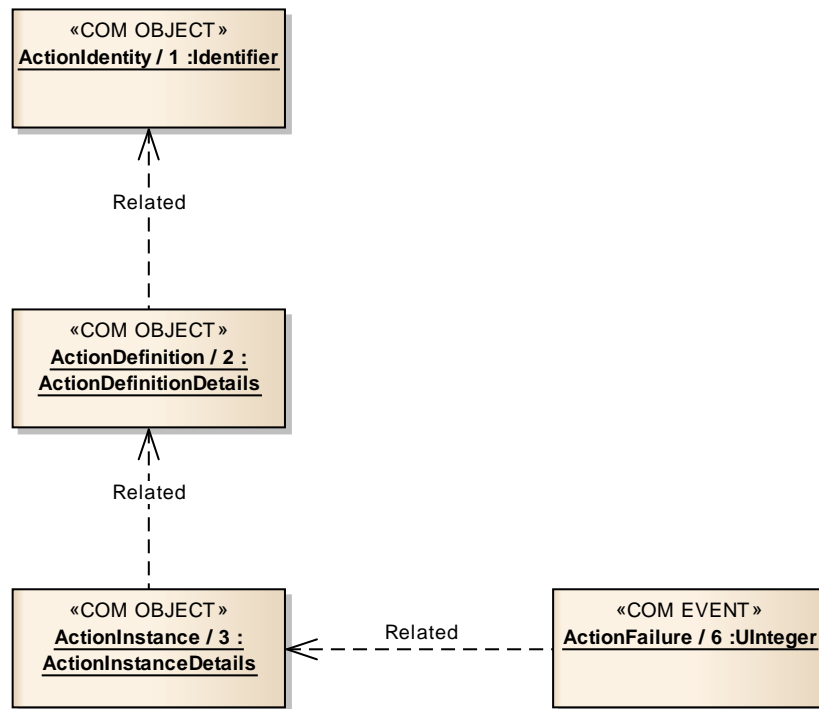 «COM OBJECT»
ActionIdentity / 1 :Identifier
Related
«COM OBJECT»
ActionDefinition / 2 :
ActionDefinitionDetails
Related
«COM OBJECT»
ActionInstance / 3 :
ActionInstanceDetails
Related
«COM EVENT»
ActionFailure / 6 :UInteger